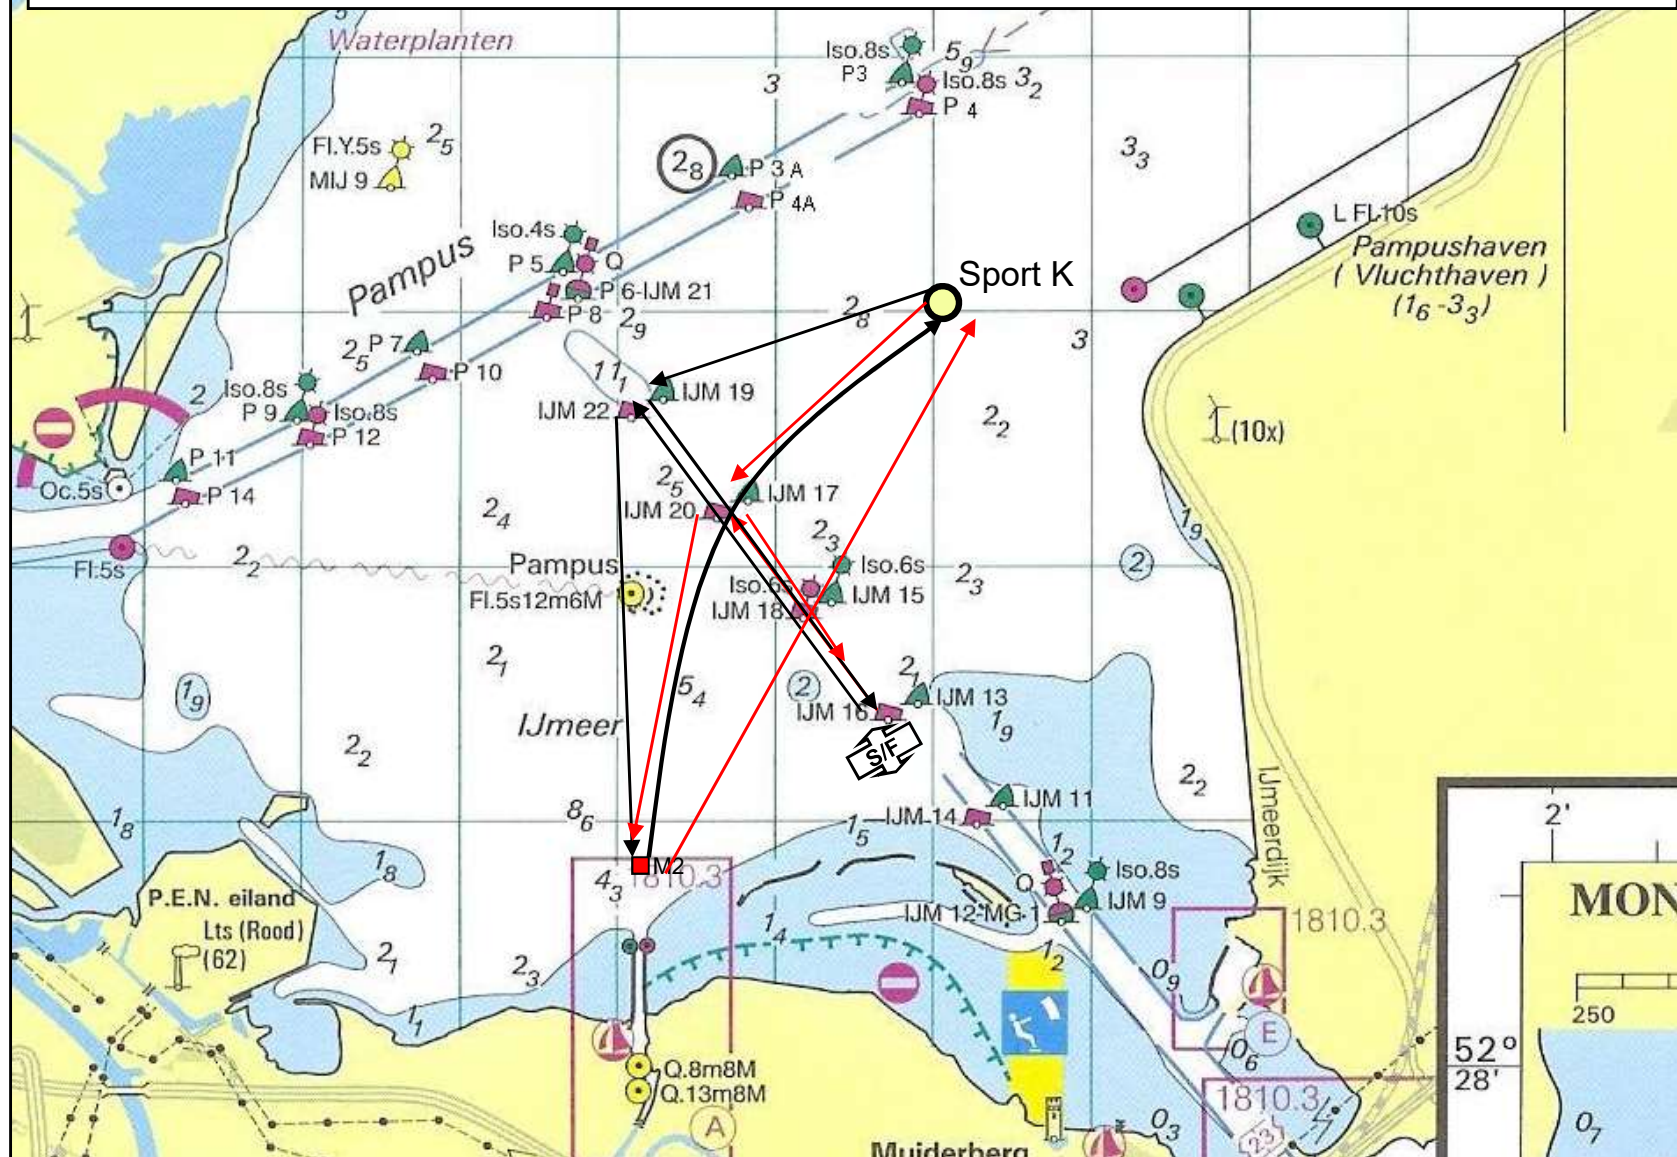 5
Waterplanten
Iso.8s
5 9
P3
Iso.8s
3 2
P 4
3
Fl.Y.5s
2 5
MIJ 9
2 8
P 3 A
P 4A
3 3
L Fl.10s
Pampushaven
( Vluchthaven )
(1 6 -3 3)
Iso.4s
P 5
Q
P 6-IJM 21
P 8
2 9
Pampus
Sport K
2 8
3
P 7
2 5
P 10
Iso.8s
P 9
Iso.8s
P 12
2
11 1
IJM 19
IJM 22
2 2
(10x)
P 11
Oc.5s
P 14
2 5
IJM 17
IJM 20
2 4
2 3
1 9
Fl.5s
2 2
Pampus
Fl.5s12m6M
Iso.6s
Iso.6s
IJM 15
IJM 18
2 3
2
2 1
1 9
5 4
2
2 1
IJM 13
IJM 16
1 9
IJmeer
S/F
2 2
2 2
IJmeerdijk
1 8
8 6
IJM 11
IJM 14
1 5
2'
1 8
M2
1810.3
4 3
1 2
Iso.8s
Q
IJM 9
IJM 12-MG 1
P.E.N. eiland
Lts (Rood)
(62)
1810.3
MON
1 4
1 2
2 1
2 3
0 9
250
1 1
E
0 6
52°
28'
Q.8m8M
Q.13m8M
1810.3
A
0 3
23
0 7
Muiderberg